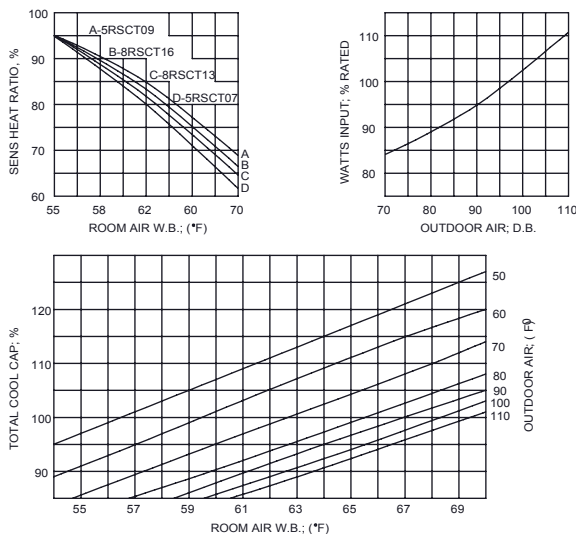 SENS HEAT RATIO, %
100
90
80
70
60
A-5RSCT09
B-8RSCT16
C-8RSCT13
D-5RSCT07
A
B
C
D
55 58 62 70
ROOM AIR W.B.; (°F)
WATTS INPUT; % RATED
110
100
90
80
70 80 90 100 110
OUTDOOR AIR; D.B.
TOTAL COOL CAP; %
120
110
100
90
50
60
70
80
90
100
110
OUTDOOR AIR; ( F)0
55 57 59 61 63 65 67 69
ROOM AIR W.B.; (°F)